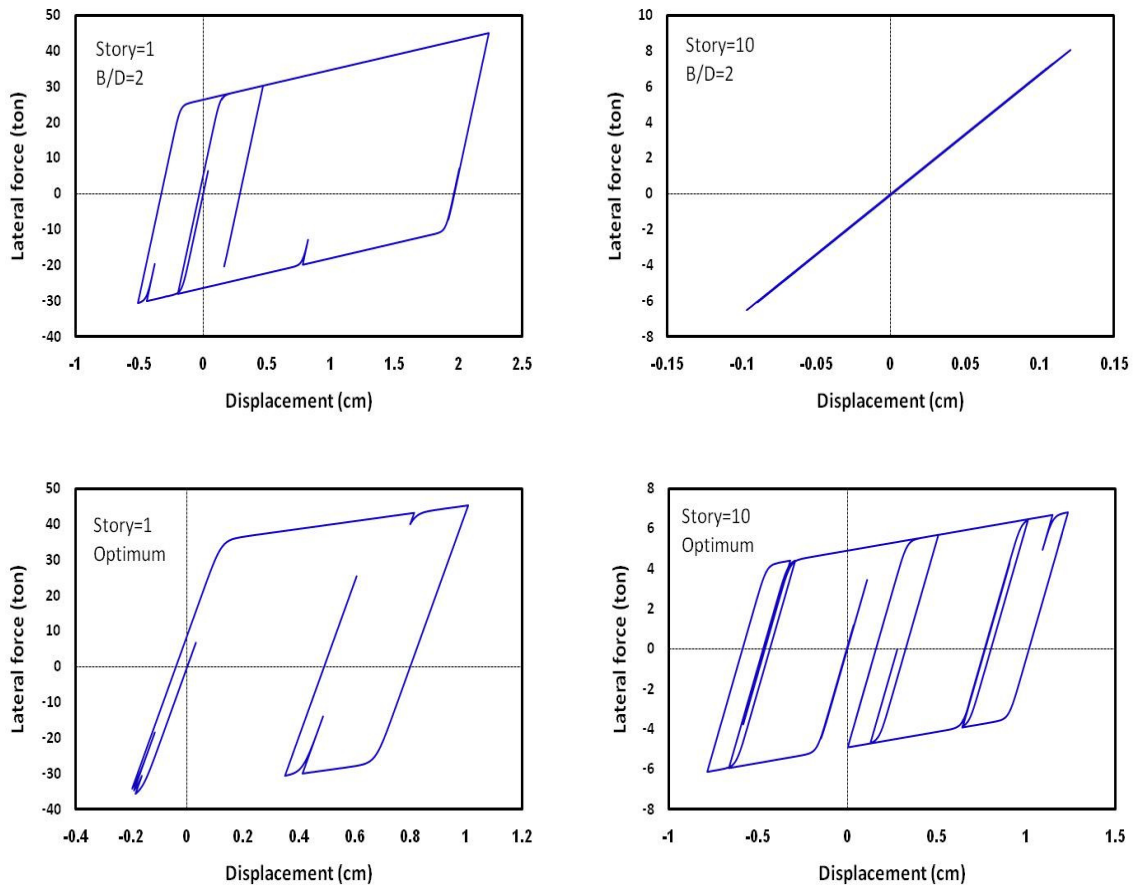 50
40
30
20
10
0
-10
-20
-30
-40
Lateral force (ton)
Story=1
B/D=2
-1 -0.5 0 0.5 1 1.5 2 2.5
Displacement (cm)
10
8
6
4
2
0
-2
-4
-6
-8
Lateral force (ton)
Story=10
B/D=2
-0.15 -0.1 -0.05 0 0.05 0.1 0.15
Displacement (cm)
50
40
30
20
10
0
-10
-20
-30
-40
Lateral force (ton)
Story=1
Optimum
-0.4 -0.2 0 0.2 0.4 0.6 0.8 1 1.2
Displacement (cm)
8
6
4
2
0
-2
-4
-6
-8
Lateral force (ton)
Story=10
Optimum
-1 -0.5 0 0.5 1 1.5
Displacement (cm)